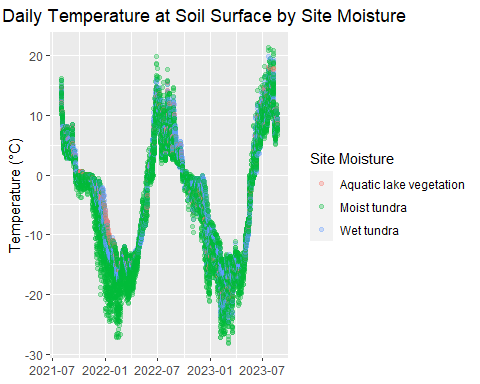 Daily Temperature at Soil Surface by Site Moisture
20
10
0
-10
-20
-30
Temperature (°C)
2021-07 2022-01 2022-07 2023-01 2023-07
Site Moisture
Aquatic lake vegetation
Moist tundra
Wet tundra